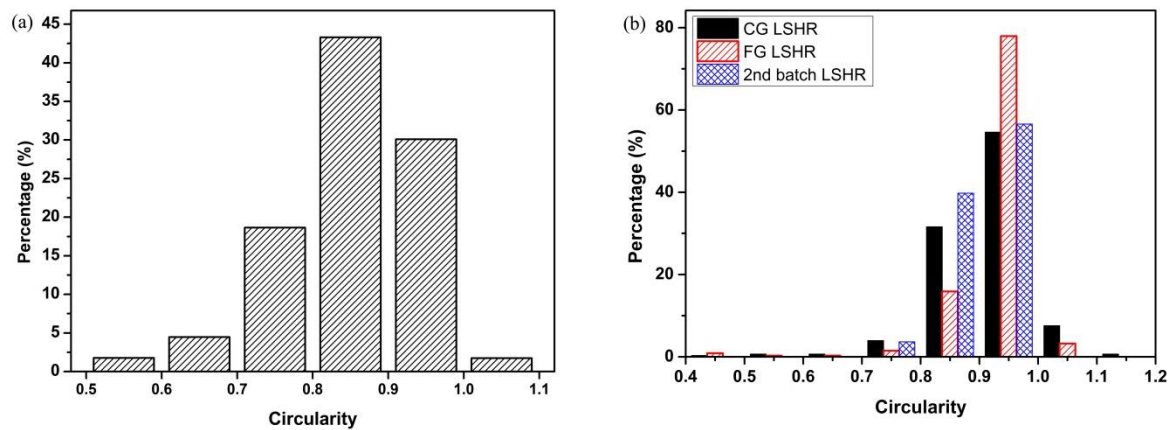 (a)
Percentage (%)
45
40
35
30
25
20
15
10
5
0
0.5 0.6 0.7 0.8 0.9 1.0 1.1
Circularity
(b)
CG LSHR
FG LSHR
2nd batch LSHR
Percentage (%)
80
60
40
20
0
0.4 0.5 0.6 0.7 0.8 0.9 1.0 1.1 1.2
Circularity